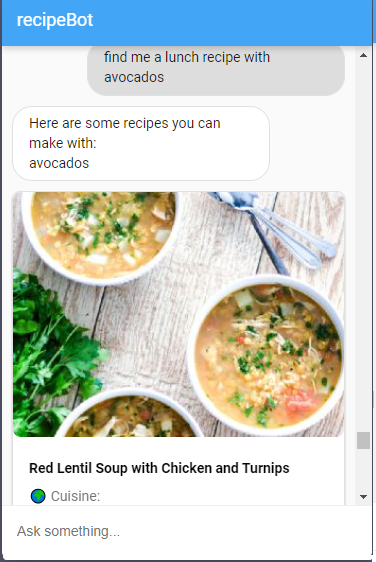 recipeBot
find me a lunch recipe with
avocados
Here are some recipes you can
make with:
avocados
Red Lentil Soup with Chicken and Turnips
Cuisine:
Ask something...